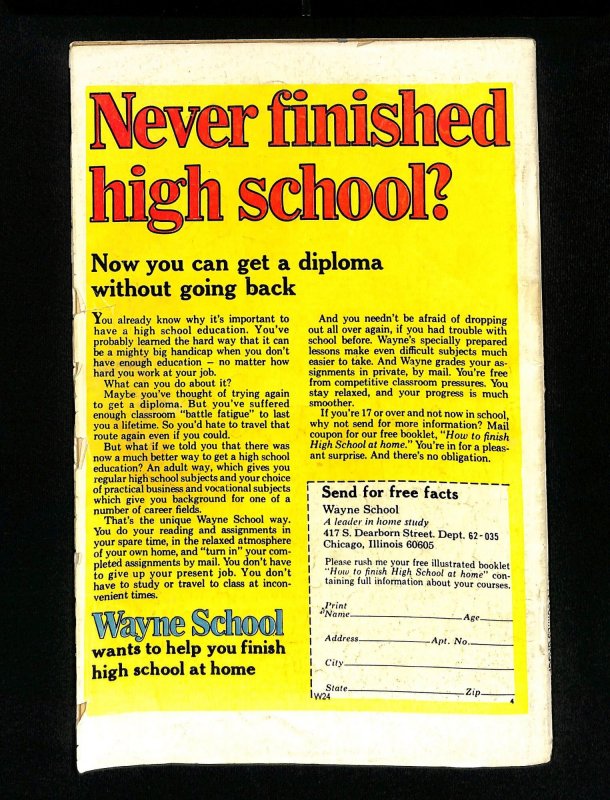 Never finished
high school?
Now you can get a diploma
without going back
You already know why it's important to
have a high school education. You've
probably learned the hard way that it can
be a mighty big handicap when you don't
have enough education — no matter how
hard you work at your job.
What can you do about it?
Maybe you've thought of trying again
to get a diploma. But you've suffered
enough classroom "battle fatigue" to last
you a lifetime. So you'd hate to travel that
route again even if you could.
But what if we told you that there was
now a much better way to get a high school
education? An adult way, which gives you
regular high school subjects and your choice
of practical business and vocational subjects
which give you background for one of a
number of career fields.
That's the unique Wayne School way.
You do your reading and assignments in
your spare time, in the relaxed atmosphere
of your own home, and "turn in" your com-
pleted assignments by mail. You don't have
to give up your present job. You don't
have to study or travel to class at incon-
venient times.
Wayne School
wants to help you finish
high school at home
And you needn't be afraid of dropping
out all over again, if you had trouble with
school before. Wayne's specially prepared
lessons make even difficult subjects much
easier to take. And Wayne grades your as-
signments in private, by mail. You're free
from competitive classroom pressures. You
stay relaxed, and your progress is much
smoother.
If you're 17 or over and not now in school,
why not send for more information? Mail
coupon for our free booklet, "How to finish
High School at home." You're in for a pleas-
ant surprise. And there's no obligation.
Send for free facts
Wayne School
A leader in home study
417 S. Dearborn Street. Dept. 62-035
Chicago, Illinois 60605
Please rush me your free illustrated booklet
"How to finish High School at home" con-
taining full information about your courses.
Print
Name Age
Address Apt. No.
City
State Zip
W24 4